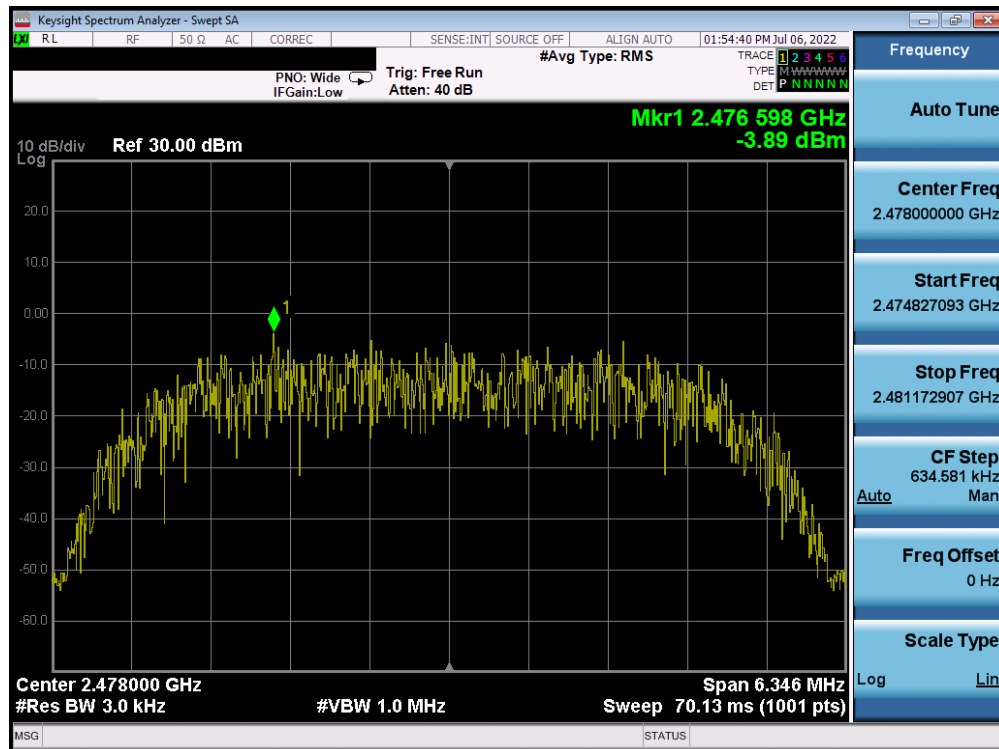 Keysight Spectrum Analyzer - Swept SA
LXI RL RF 50 Ω AC CORREC SENSE:INT SOURCE OFF ALIGN AUTO 01:54:40 PM Jul 06, 2022
#Avg Type: RMS
TRACE 1 2 3 4 5 6
PNO: Wide Trig: Free Run TYPE M WWWWW
IFGain:Low Atten: 40 dB DET P N N N N N
Mkr1 2.476 598 GHz
-3.89 dBm
10 dB/div Ref 30.00 dBm
Log
20.0
10.0
0.00
-10.0
-20.0
-30.0
-40.0
-50.0
-60.0
1
Center 2.478000 GHz Span 6.346 MHz
#Res BW 3.0 kHz #VBW 1.0 MHz Sweep 70.13 ms (1001 pts)
MSG STATUS
Frequency
Auto Tune
Center Freq
2.478000000 GHz
Start Freq
2.474827093 GHz
Stop Freq
2.481172907 GHz
CF Step
634.581 kHz
Auto Man
Freq Offset
0 Hz
Scale Type
Log Lin